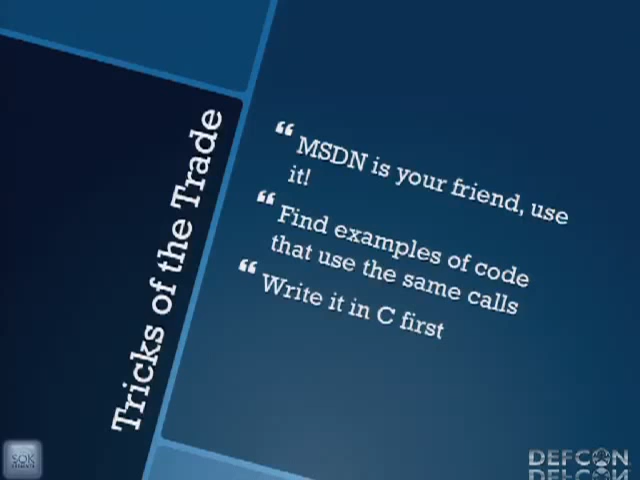 Tricks of the Trade
MSDN is your friend, use
it!
Find examples of code
that use the same calls
Write it in C first
DEFCON